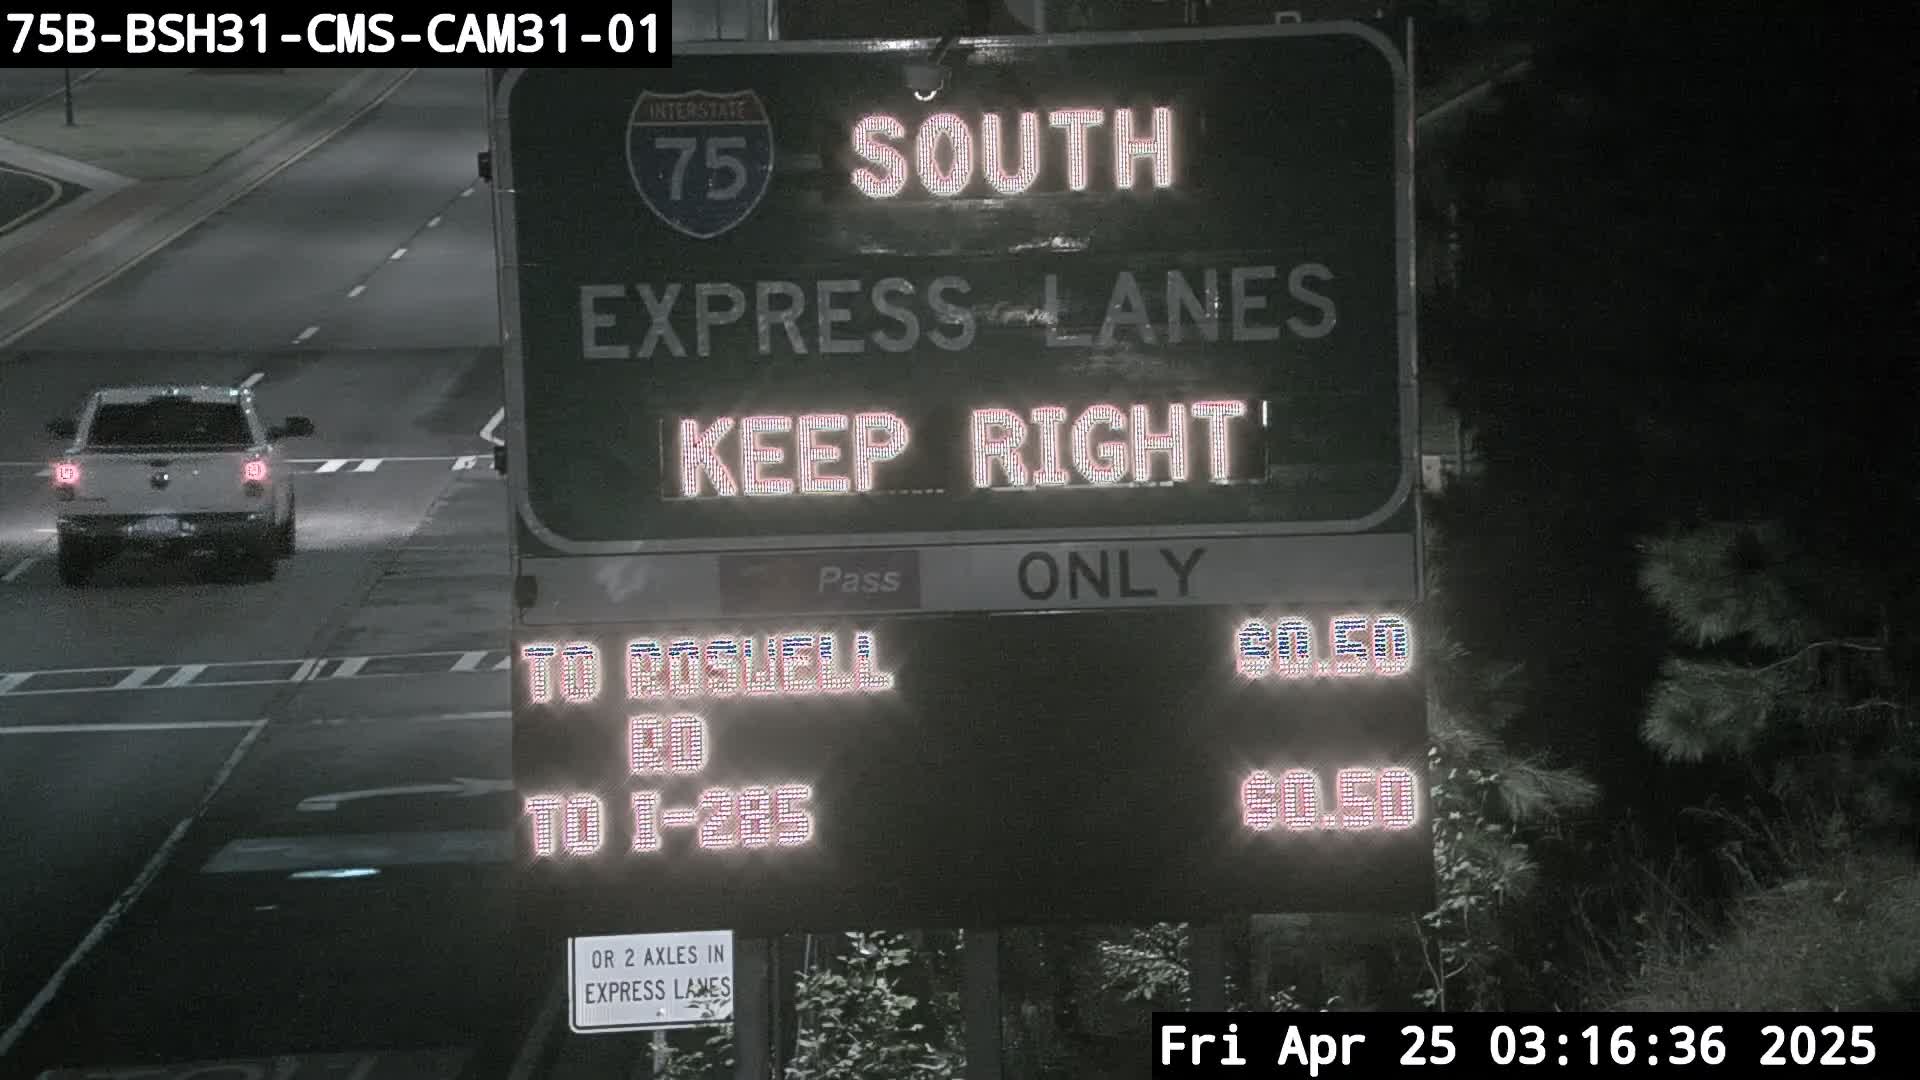 75B-BSH31-CMS-CAM31-01
INTERSTATE
75
SOUTH
EXPRESS LANES
KEEP RIGHT
Pass
ONLY
TO ROSWELL $0.50
RD
TO I-285 $0.50
OR 2 AXLES IN
EXPRESS LANES
Fri Apr 25 03:16:36 2025